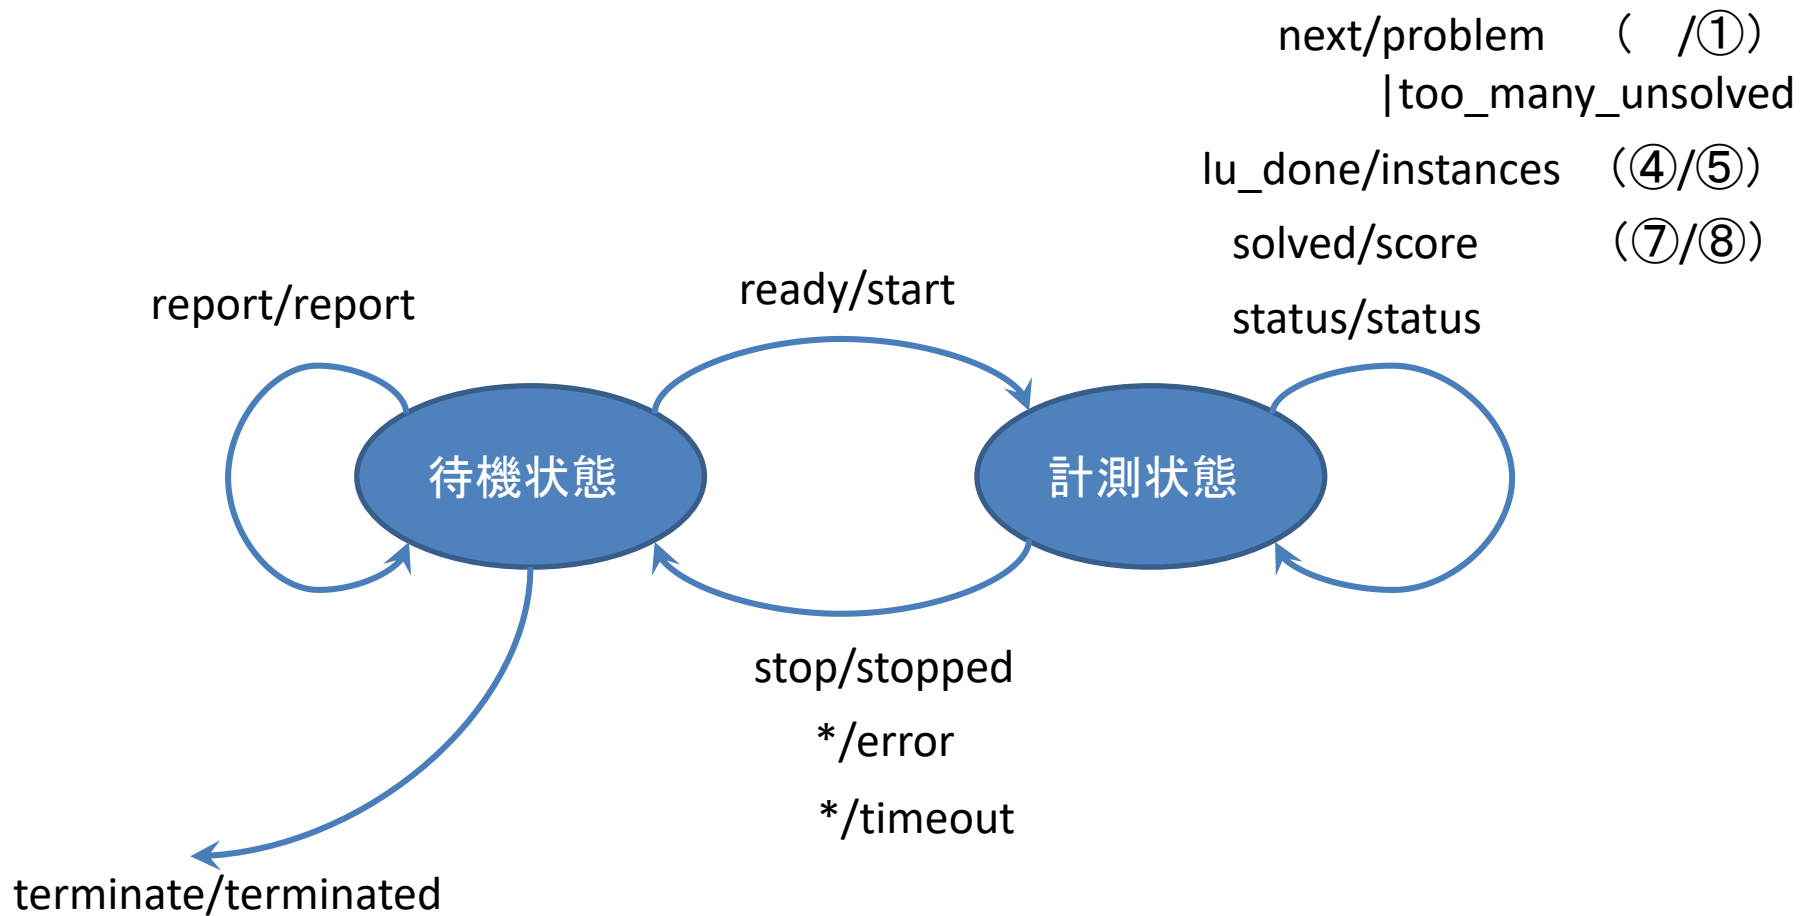 next/problem （　/①）
|too_many_unsolved
lu_done/instances （④/⑤）
solved/score （⑦/⑧）
status/status
report/report
ready/start
待機状態
計測状態
stop/stopped
*/error
*/timeout
terminate/terminated